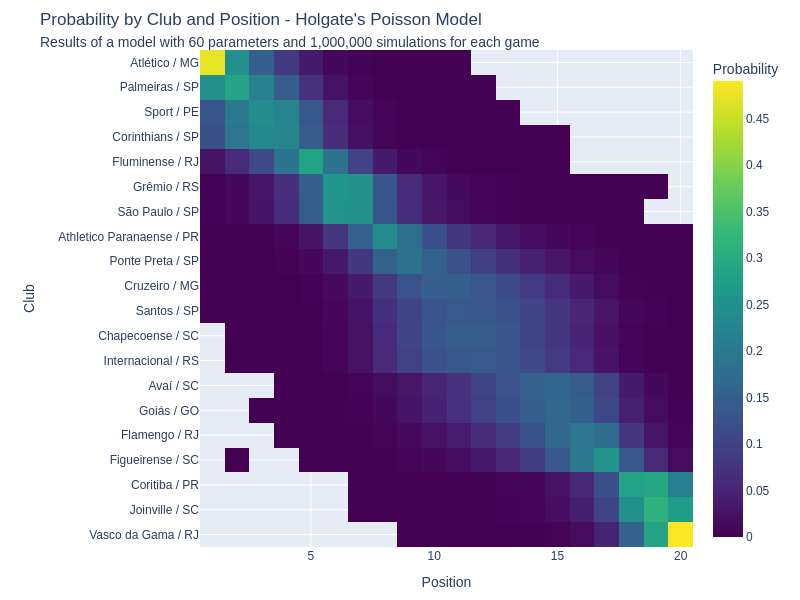 Probability by Club and Position - Holgate's Poisson Model
Results of a model with 60 parameters and 1,000,000 simulations for each game
Probability
Club
Atlético / MG
Palmeiras / SP
Sport / PE
Corinthians / SP
Fluminense / RJ
Grêmio / RS
São Paulo / SP
Athletico Paranaense / PR
Ponte Preta / SP
Cruzeiro / MG
Santos / SP
Chapecoense / SC
Internacional / RS
Avaí / SC
Goiás / GO
Flamengo / RJ
Figueirense / SC
Coritiba / PR
Joinville / SC
Vasco da Gama / RJ
5 10 15 20
Position
0.45
0.4
0.35
0.3
0.25
0.2
0.15
0.1
0.05
0